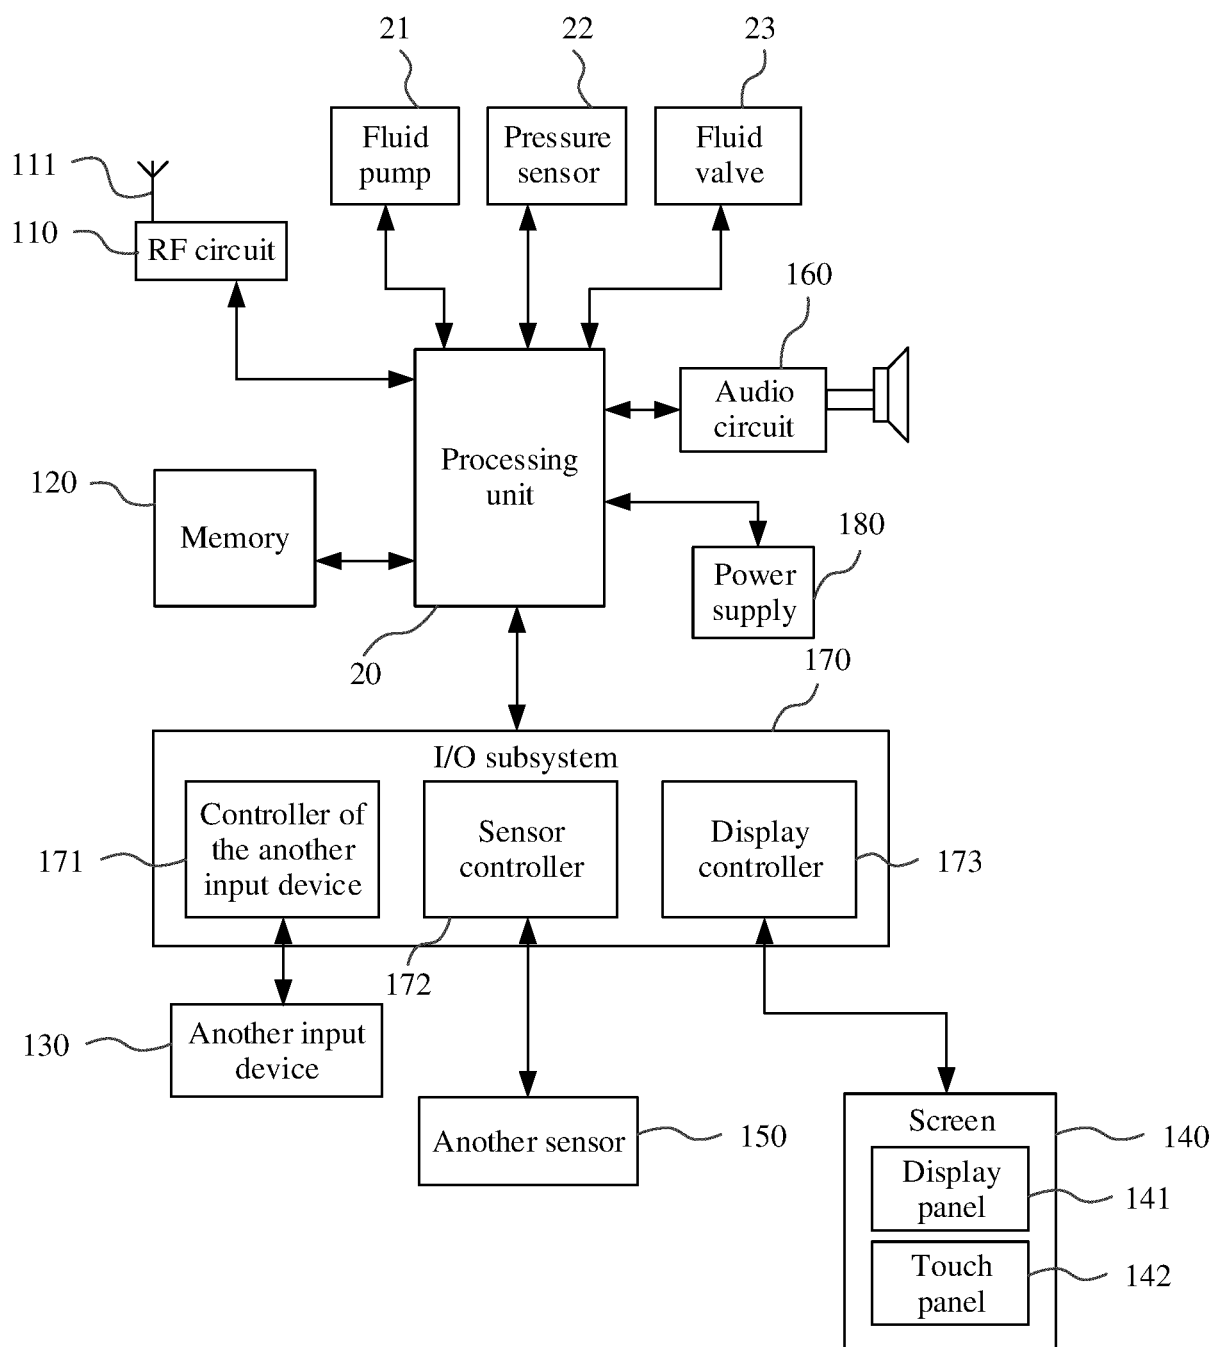 21
22
23
Fluid
pump
Pressure
sensor
Fluid
valve
111
110
RF circuit
160
Audio
circuit
Processing
unit
120
Memory
180
Power
supply
20
170
I/O subsystem
Controller of
the another
input device
Sensor
controller
Display
controller
171
173
172
130
Another input
device
Another sensor
150
Screen
140
Display
panel
141
Touch
panel
142